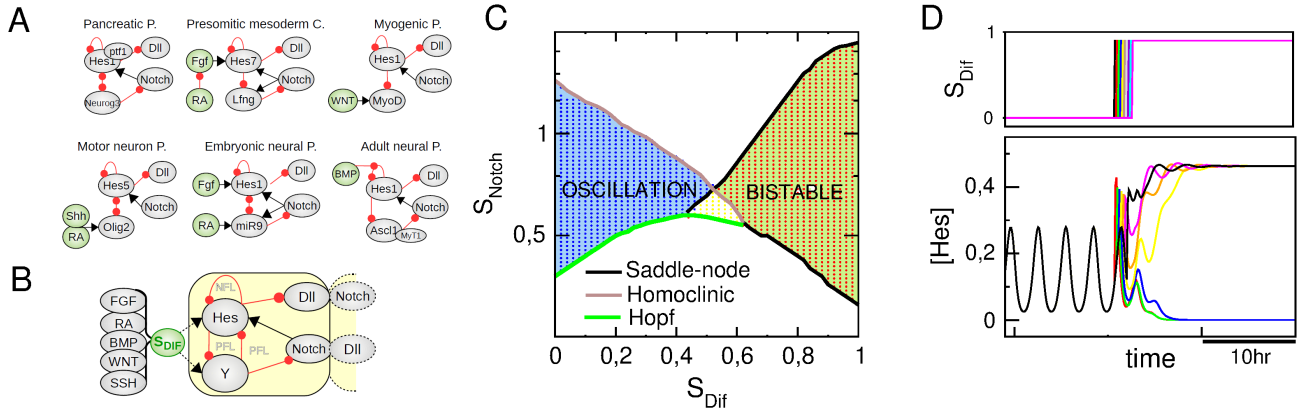 A
Pancreatic P.
ptf1
Hes1
Dll
Notch
Neurog3
Presomitic mesoderm C.
Fgf
Hes7
Dll
Notch
RA
Lfng
Myogenic P.
Hes1
Dll
Notch
WNT
MyoD
Motor neuron P.
Hes5
Dll
Notch
Shh
RA
Olig2
Embryonic neural P.
Fgf
Hes1
Dll
Notch
RA
miR9
Adult neural P.
BMP
Hes1
Dll
Notch
Ascl1
MyT1
B
FGF
RA
BMP
WNT
SSH
SDIF
NFL
Hes
PFL
PFL
Y
Dll
Notch
Notch
Dll
C
SNotch
1
0,5
OSCILLATION
BISTABLE
Saddle-node
Homoclinic
Hopf
0
0,2
0,4
0,6
0,8
1
SDif
D
SDif
1
0
[Hes]
0,4
0,2
0
time
10hr